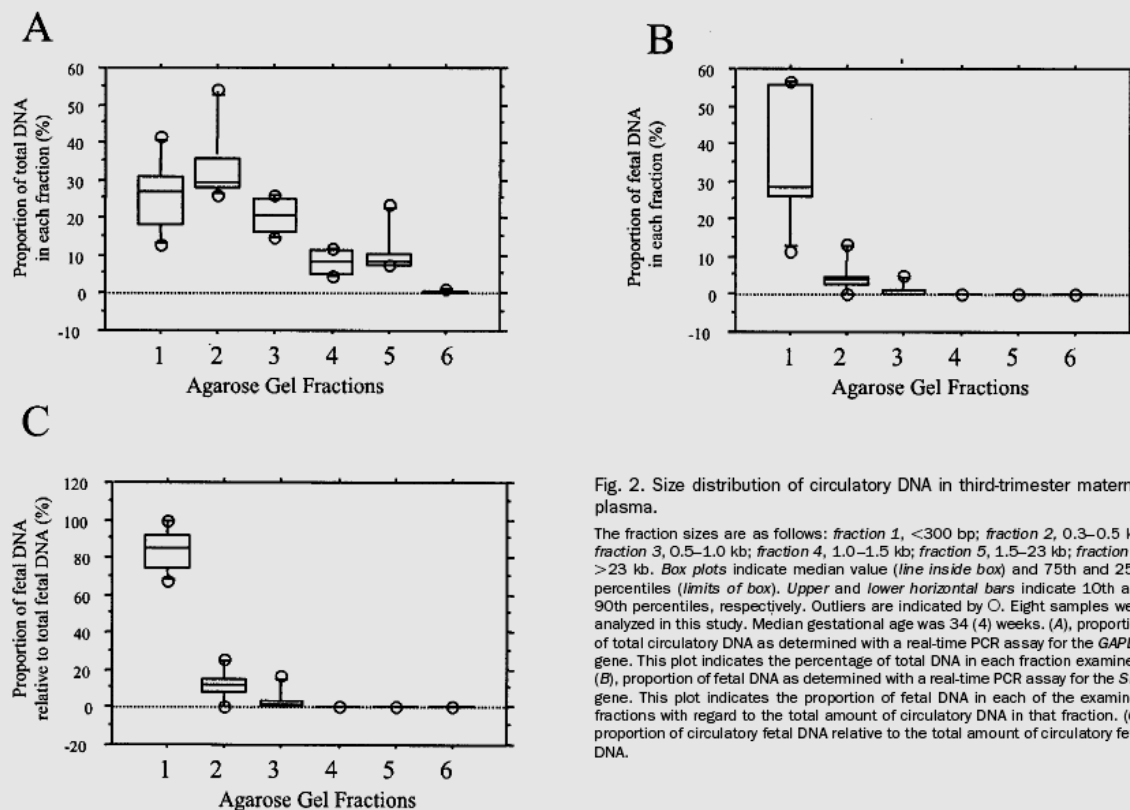 A
Proportion of total DNA
in each fraction (%)
60
50
40
30
20
10
0
-10
1 2 3 4 5 6
Agarose Gel Fractions
B
Proportion of fetal DNA
in each fraction (%)
60
50
40
30
20
10
0
-10
1 2 3 4 5 6
Agarose Gel Fractions
C
Proportion of fetal DNA
relative to total fetal DNA (%)
120
100
80
60
40
20
0
-20
1 2 3 4 5 6
Agarose Gel Fractions
Fig. 2. Size distribution of circulatory DNA in third-trimester matern
plasma.
The fraction sizes are as follows: fraction 1, <300 bp; fraction 2, 0.3–0.5 k
fraction 3, 0.5–1.0 kb; fraction 4, 1.0–1.5 kb; fraction 5, 1.5–23 kb; fraction
>23 kb. Box plots indicate median value (line inside box) and 75th and 25
percentiles (limits of box). Upper and lower horizontal bars indicate 10th a
90th percentiles, respectively. Outliers are indicated by O. Eight samples we
analyzed in this study. Median gestational age was 34 (4) weeks. (A), proporti
of total circulatory DNA as determined with a real-time PCR assay for the GAPD
gene. This plot indicates the percentage of total DNA in each fraction examine
(B), proportion of fetal DNA as determined with a real-time PCR assay for the S
gene. This plot indicates the proportion of fetal DNA in each of the examin
fractions with regard to the total amount of circulatory DNA in that fraction.
proportion of circulatory fetal DNA relative to the total amount of circulatory fe
DNA.